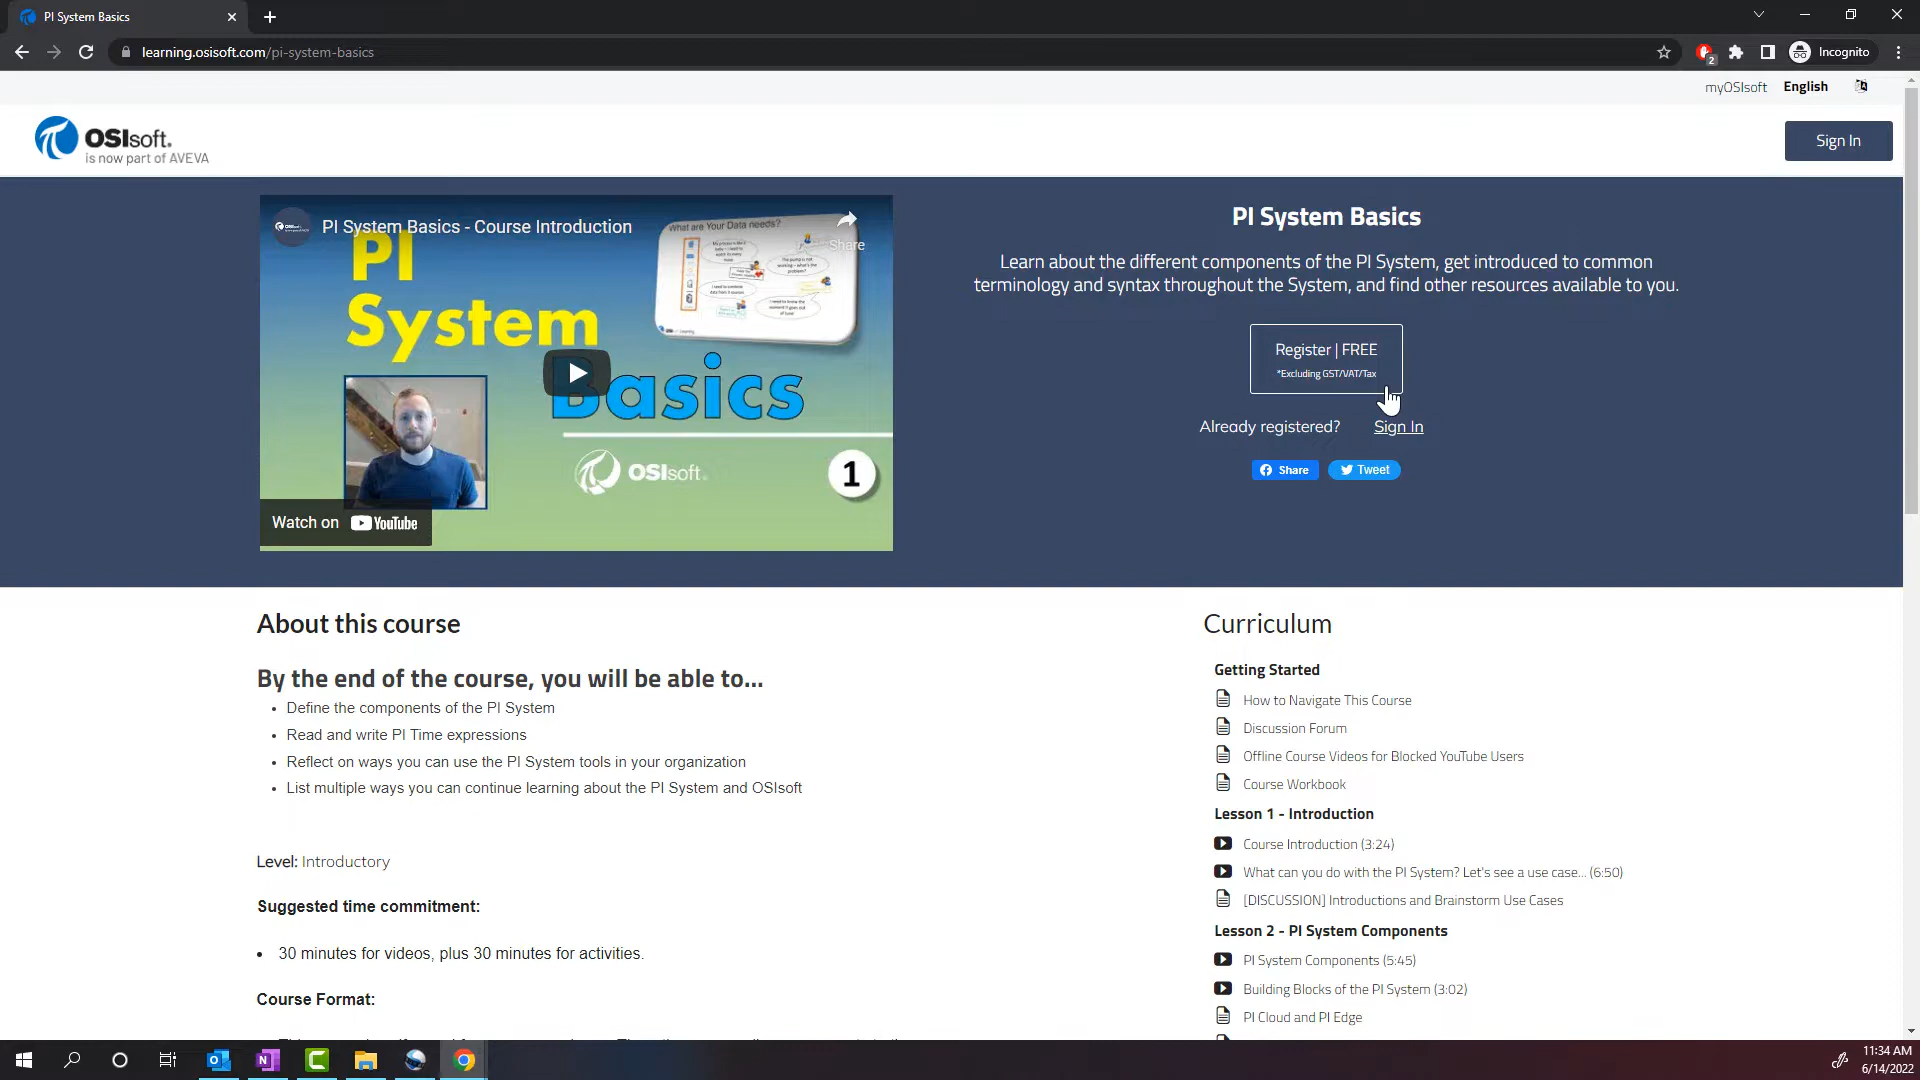 PI System Basics
learning.osisoft.com/pi-system-basics
2
Incognito
myOSIsoft English
OSIsoft.
is now part of AVEVA
Sign In
PI System Basics - Course Introduction
Share
What are Your Data needs?
PI
System
Basics
OSIsoft.
1
Watch on YouTube
PI System Basics
Learn about the different components of the PI System, get introduced to common
terminology and syntax throughout the System, and find other resources available to you.
Register | FREE
*Excluding GST/VAT/Tax
Already registered? Sign In
Share Tweet
About this course
By the end of the course, you will be able to...
• Define the components of the PI System
• Read and write PI Time expressions
• Reflect on ways you can use the PI System tools in your organization
• List multiple ways you can continue learning about the PI System and OSIsoft
Level: Introductory
Suggested time commitment:
• 30 minutes for videos, plus 30 minutes for activities.
Course Format:
Curriculum
Getting Started
How to Navigate This Course
Discussion Forum
Offline Course Videos for Blocked YouTube Users
Course Workbook
Lesson 1 - Introduction
Course Introduction (3:24)
What can you do with the PI System? Let's see a use case... (6:50)
[DISCUSSION] Introductions and Brainstorm Use Cases
Lesson 2 - PI System Components
PI System Components (5:45)
Building Blocks of the PI System (3:02)
PI Cloud and PI Edge
11:34 AM
6/14/2022